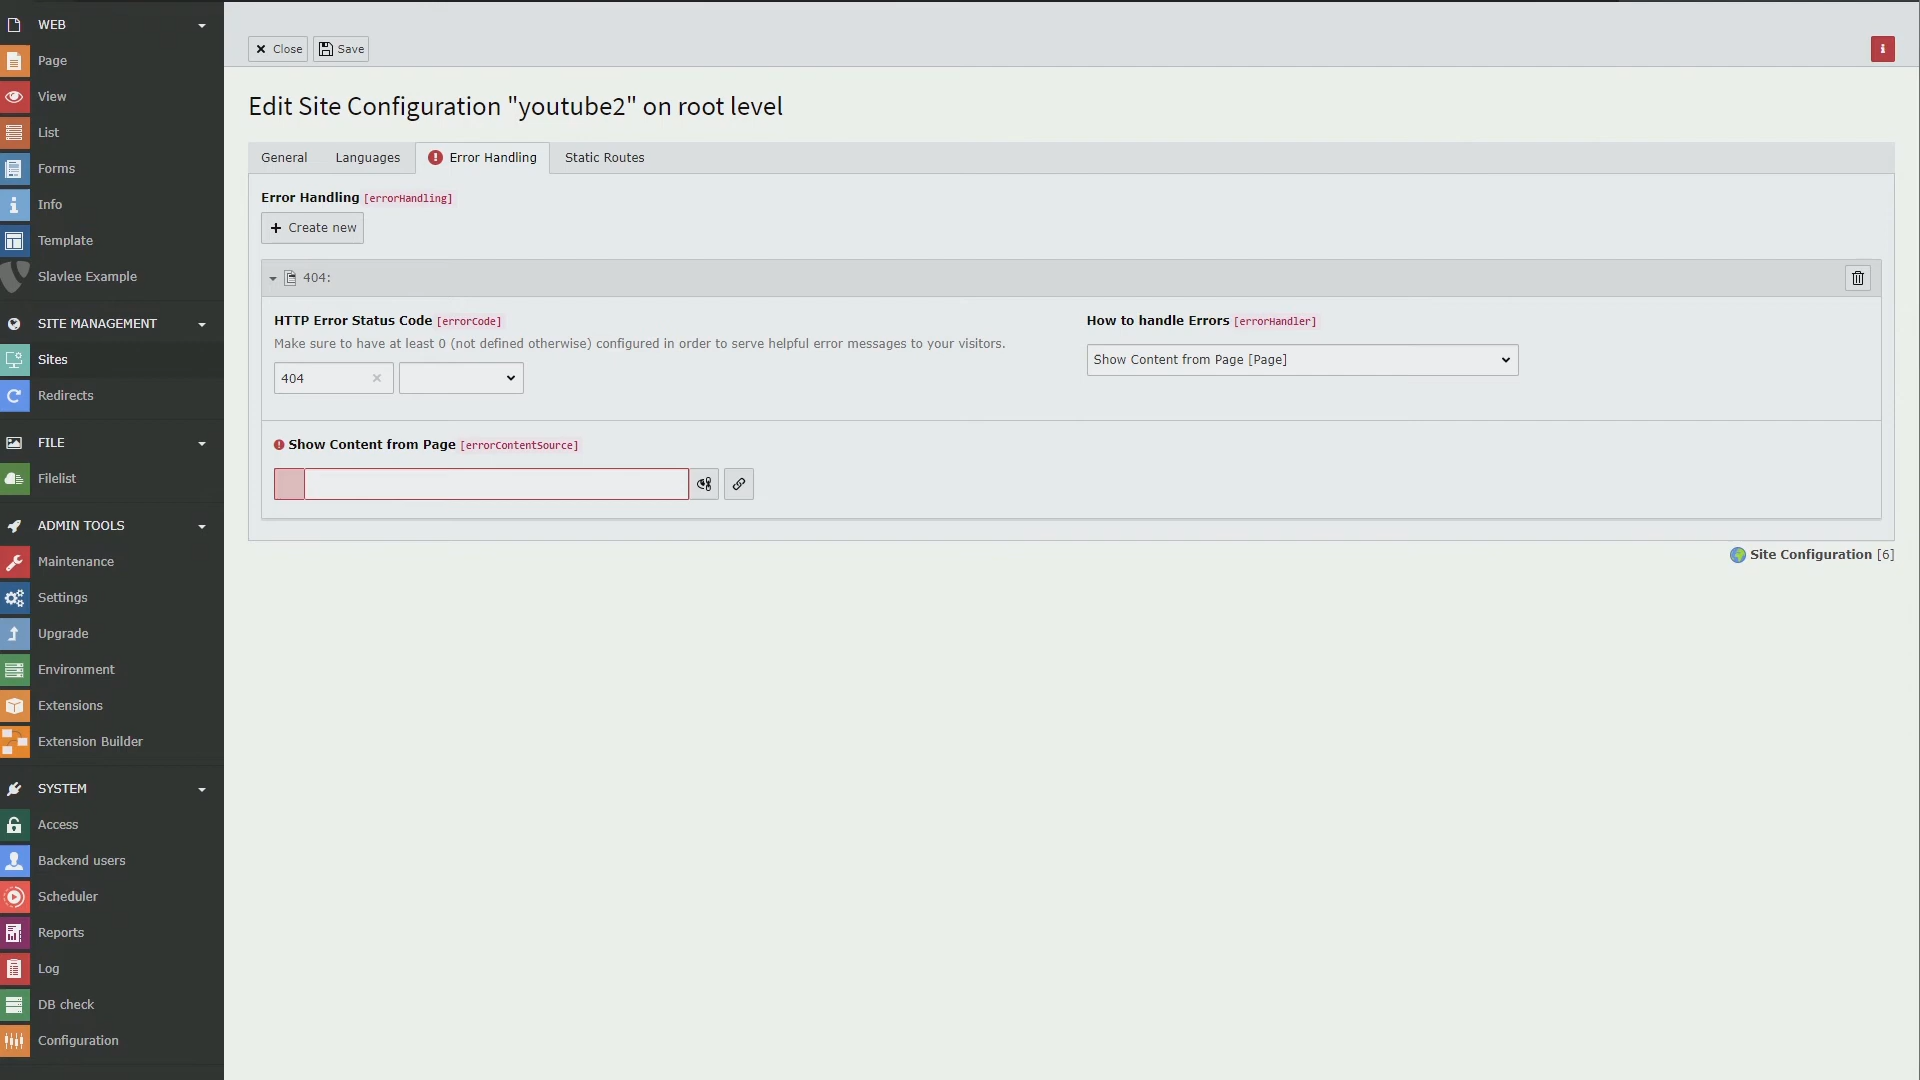 WEB
Page
View
List
Forms
Info
Template
Slavlee Example
SITE MANAGEMENT
Sites
Redirects
FILE
Filelist
ADMIN TOOLS
Maintenance
Settings
Upgrade
Environment
Extensions
Extension Builder
SYSTEM
Access
Backend users
Scheduler
Reports
Log
DB check
Configuration
Close Save
Edit Site Configuration "youtube2" on root level
General Languages Error Handling Static Routes
Error Handling [errorHandling]
Create new
404:
HTTP Error Status Code [errorCode]
Make sure to have at least 0 (not defined otherwise) configured in order to serve helpful error messages to your visitors.
404
How to handle Errors [errorHandler]
Show Content from Page [Page]
Show Content from Page [errorContentSource]
Site Configuration [6]